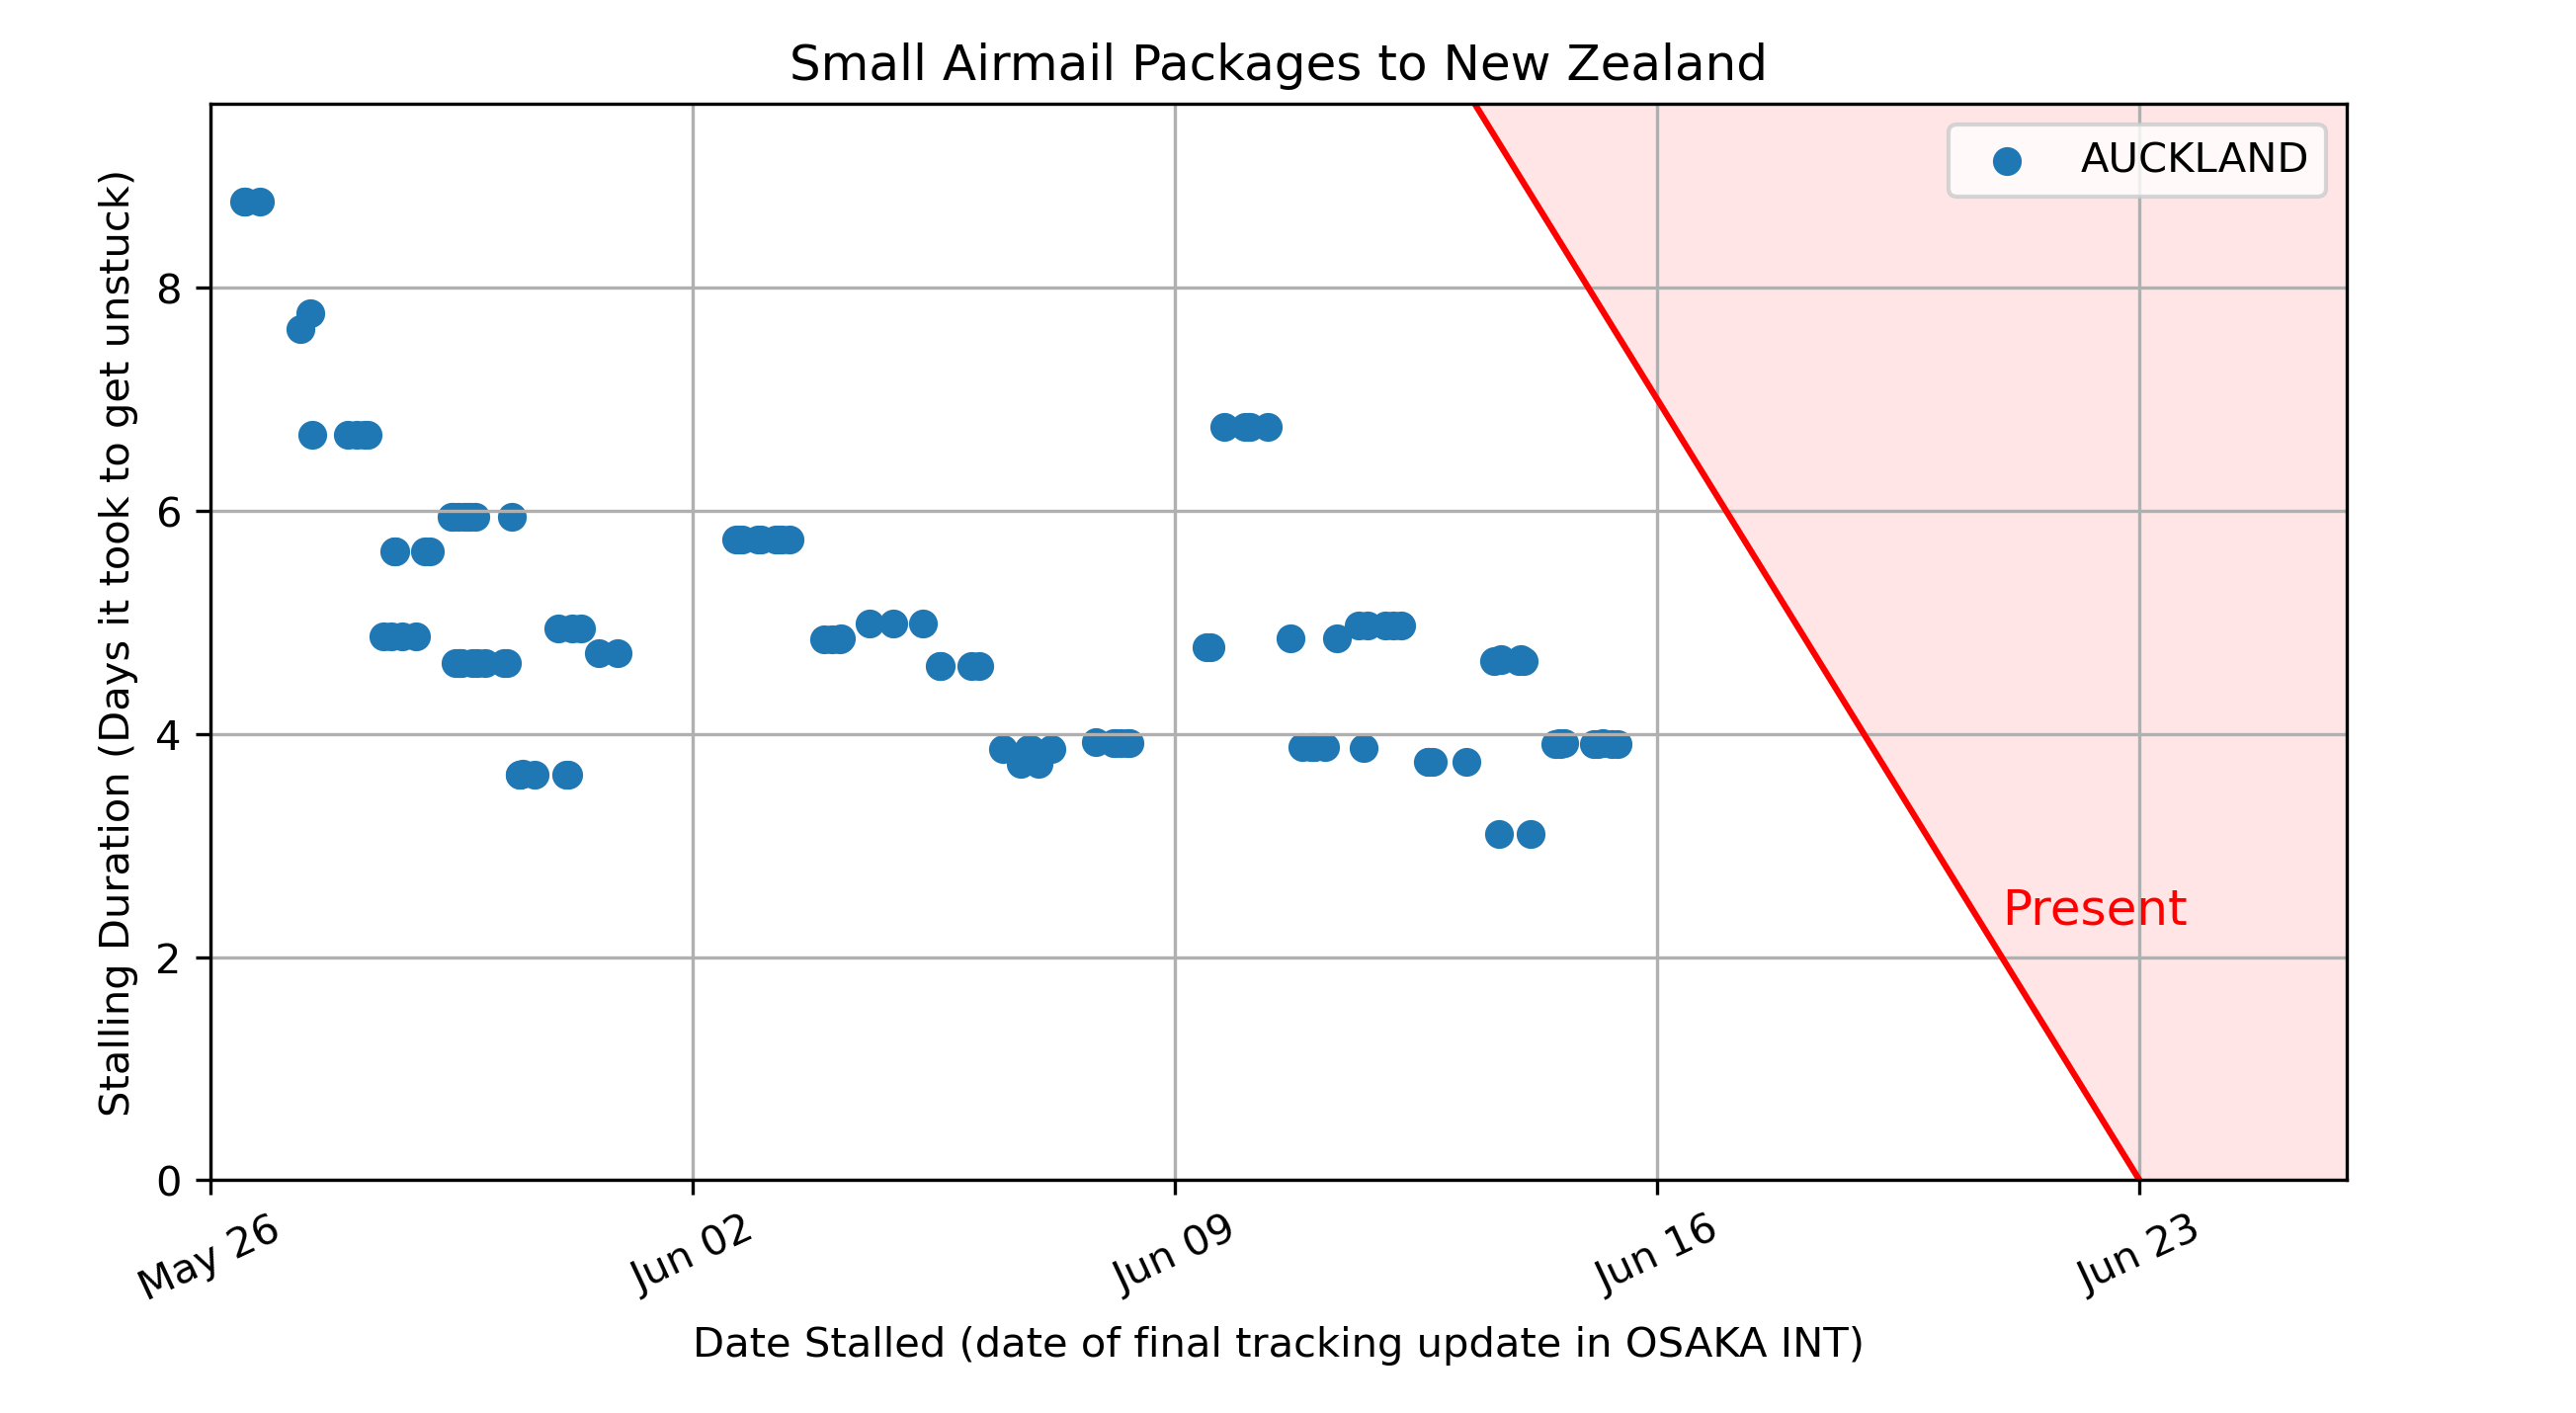 Small Airmail Packages to New Zealand
AUCKLAND
Stalling Duration (Days it took to get unstuck)
8
6
4
2
0
Present
May 26
Jun 02
Jun 09
Jun 16
Jun 23
Date Stalled (date of final tracking update in OSAKA INT)